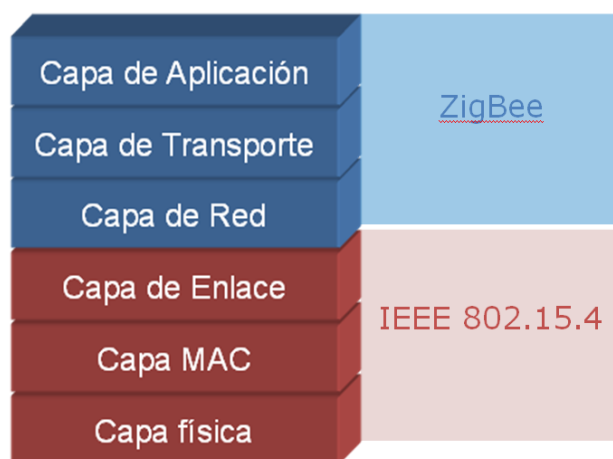 Capa de Aplicación
ZigBee
Capa de Transporte
Capa de Red
Capa de Enlace
IEEE 802.15.4
Capa MAC
Capa física